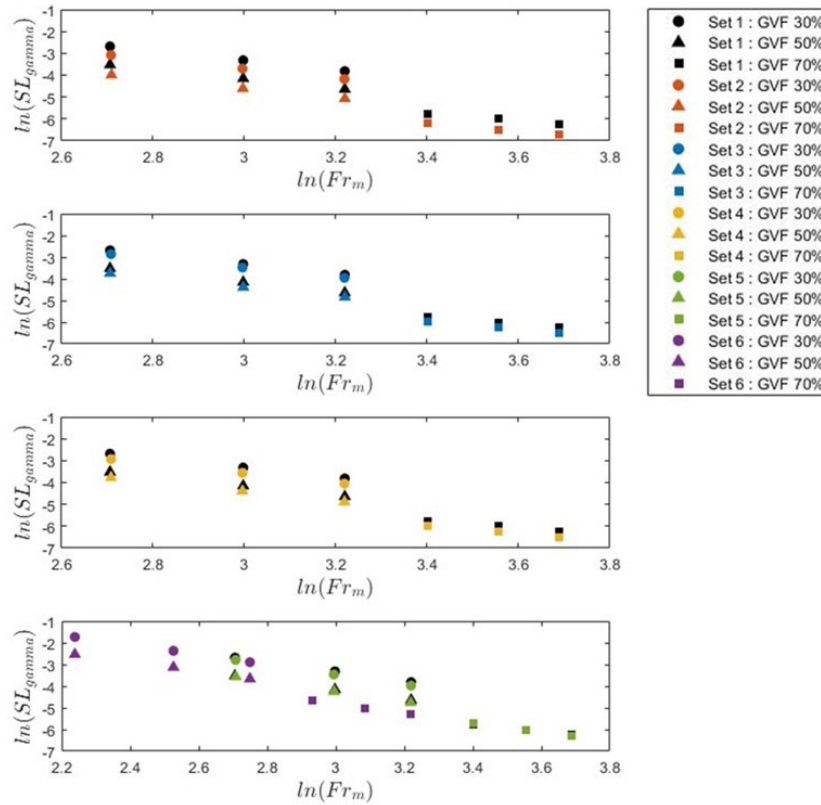 -1
-2
-3
-4
-5
-6
-7
ln(SL_gamma)
2.6 2.8 3 3.2 3.4 3.6 3.8
ln(Fr_m)
-1
-2
-3
-4
-5
-6
-7
ln(SL_gamma)
2.6 2.8 3 3.2 3.4 3.6 3.8
ln(Fr_m)
-1
-2
-3
-4
-5
-6
-7
ln(SL_gamma)
2.6 2.8 3 3.2 3.4 3.6 3.8
ln(Fr_m)
-1
-2
-3
-4
-5
-6
-7
ln(SL_gamma)
2.2 2.4 2.6 2.8 3 3.2 3.4 3.6 3.8
ln(Fr_m)
Set 1 : GVF 30%
Set 1 : GVF 50%
Set 1 : GVF 70%
Set 2 : GVF 30%
Set 2 : GVF 50%
Set 2 : GVF 70%
Set 3 : GVF 30%
Set 3 : GVF 50%
Set 3 : GVF 70%
Set 4 : GVF 30%
Set 4 : GVF 50%
Set 4 : GVF 70%
Set 5 : GVF 30%
Set 5 : GVF 50%
Set 5 : GVF 70%
Set 6 : GVF 30%
Set 6 : GVF 50%
Set 6 : GVF 70%